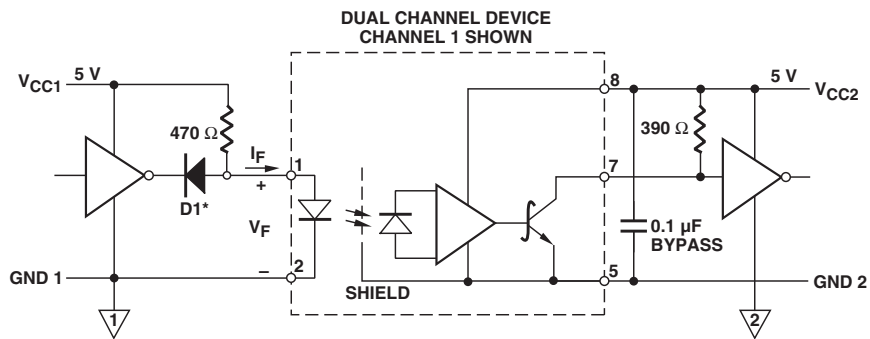 DUAL CHANNEL DEVICE
CHANNEL 1 SHOWN
VCC1
5 V
470 Ω
D1*
IF
+
VF
–
1
2
GND 1
1
SHIELD
8
7
5
5 V
VCC2
390 Ω
0.1 µF
BYPASS
GND 2
2